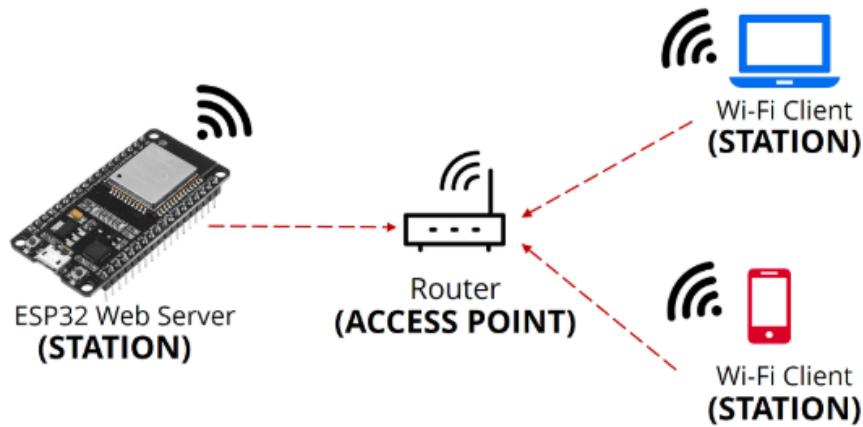 ESP32 Web Server
(STATION)
Router
(ACCESS POINT)
Wi-Fi Client
(STATION)
Wi-Fi Client
(STATION)